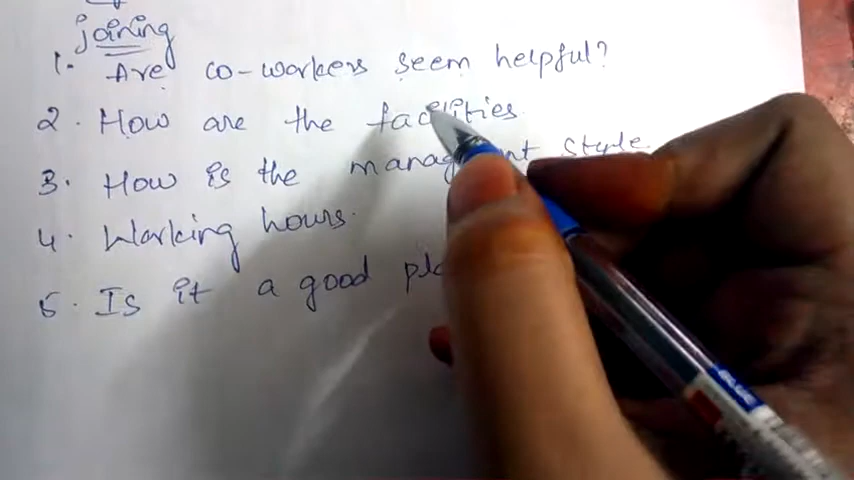 joining
1. Are co-workers seem helpful?
2. How are the facilities
3. How is the management style
4. Working hours.
5. Is it a good
BLUE